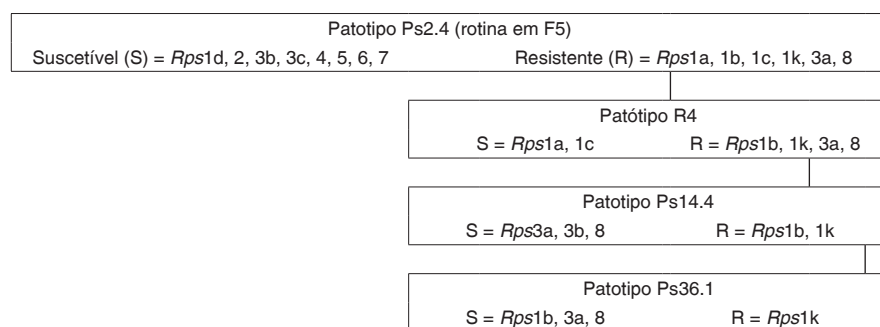 Patotipo Ps2.4 (rotina em F5)
Suscetível (S) = Rps1d, 2, 3b, 3c, 4, 5, 6, 7 Resistente (R) = Rps1a, 1b, 1c, 1k, 3a, 8
Patótipo R4
S = Rps1a, 1c R = Rps1b, 1k, 3a, 8
Patotipo Ps14.4
S = Rps3a, 3b, 8 R = Rps1b, 1k
Patotipo Ps36.1
S = Rps1b, 3a, 8 R = Rps1k